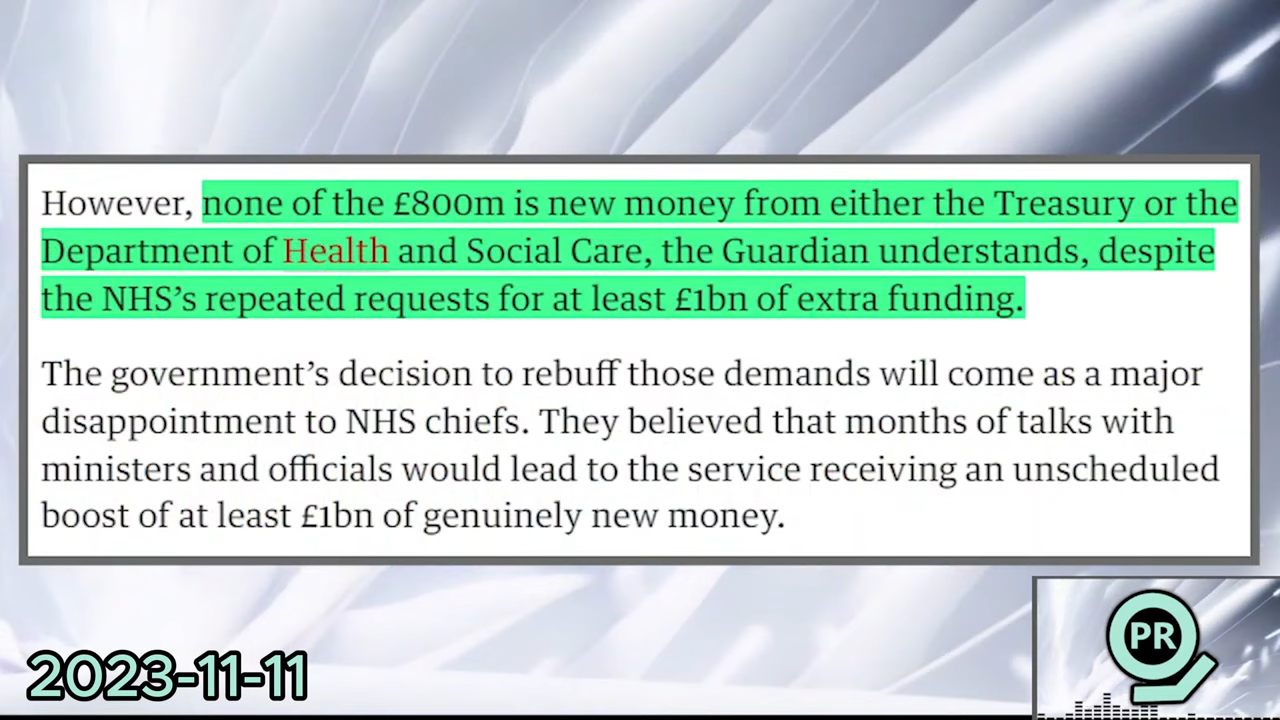 However, none of the £800m is new money from either the Treasury or the
Department of Health and Social Care, the Guardian understands, despite
the NHS’s repeated requests for at least £1bn of extra funding.
The government’s decision to rebuff those demands will come as a major
disappointment to NHS chiefs. They believed that months of talks with
ministers and officials would lead to the service receiving an unscheduled
boost of at least £1bn of genuinely new money.
PR
2023-11-11